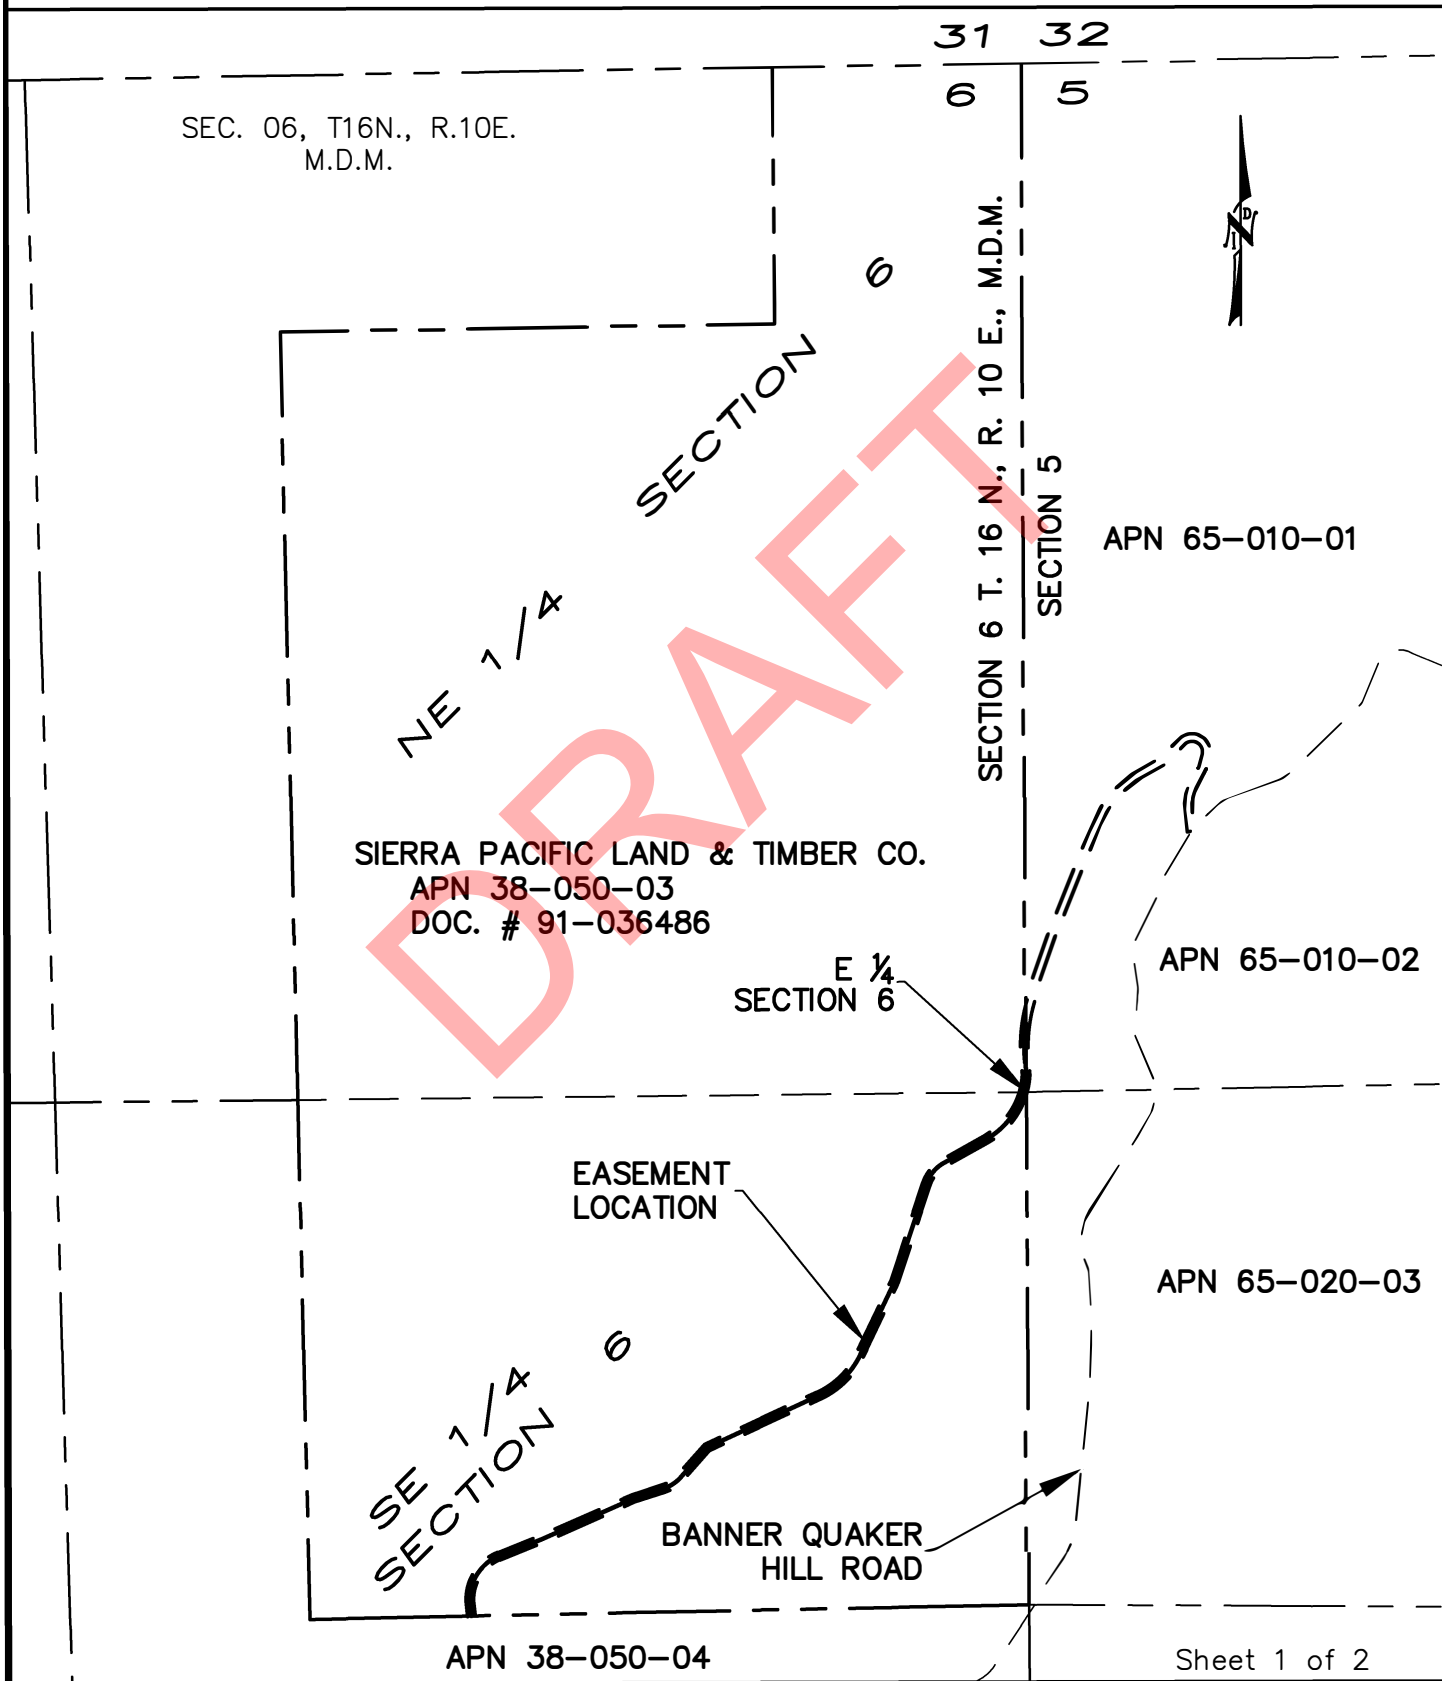 31 32
6 5
SEC. 06, T16N., R.10E.
M.D.M.
N
D
I
SECTION 6
NE 1/4
SECTION 6 T. 16 N., R. 10 E., M.D.M.
SECTION 5
APN 65-010-01
DRAFT
SIERRA PACIFIC LAND & TIMBER CO.
APN 38-050-03
DOC. # 91-036486
E ¼
SECTION 6
APN 65-010-02
EASEMENT
LOCATION
APN 65-020-03
SE 1/4
SECTION 6
BANNER QUAKER
HILL ROAD
APN 38-050-04
Sheet 1 of 2